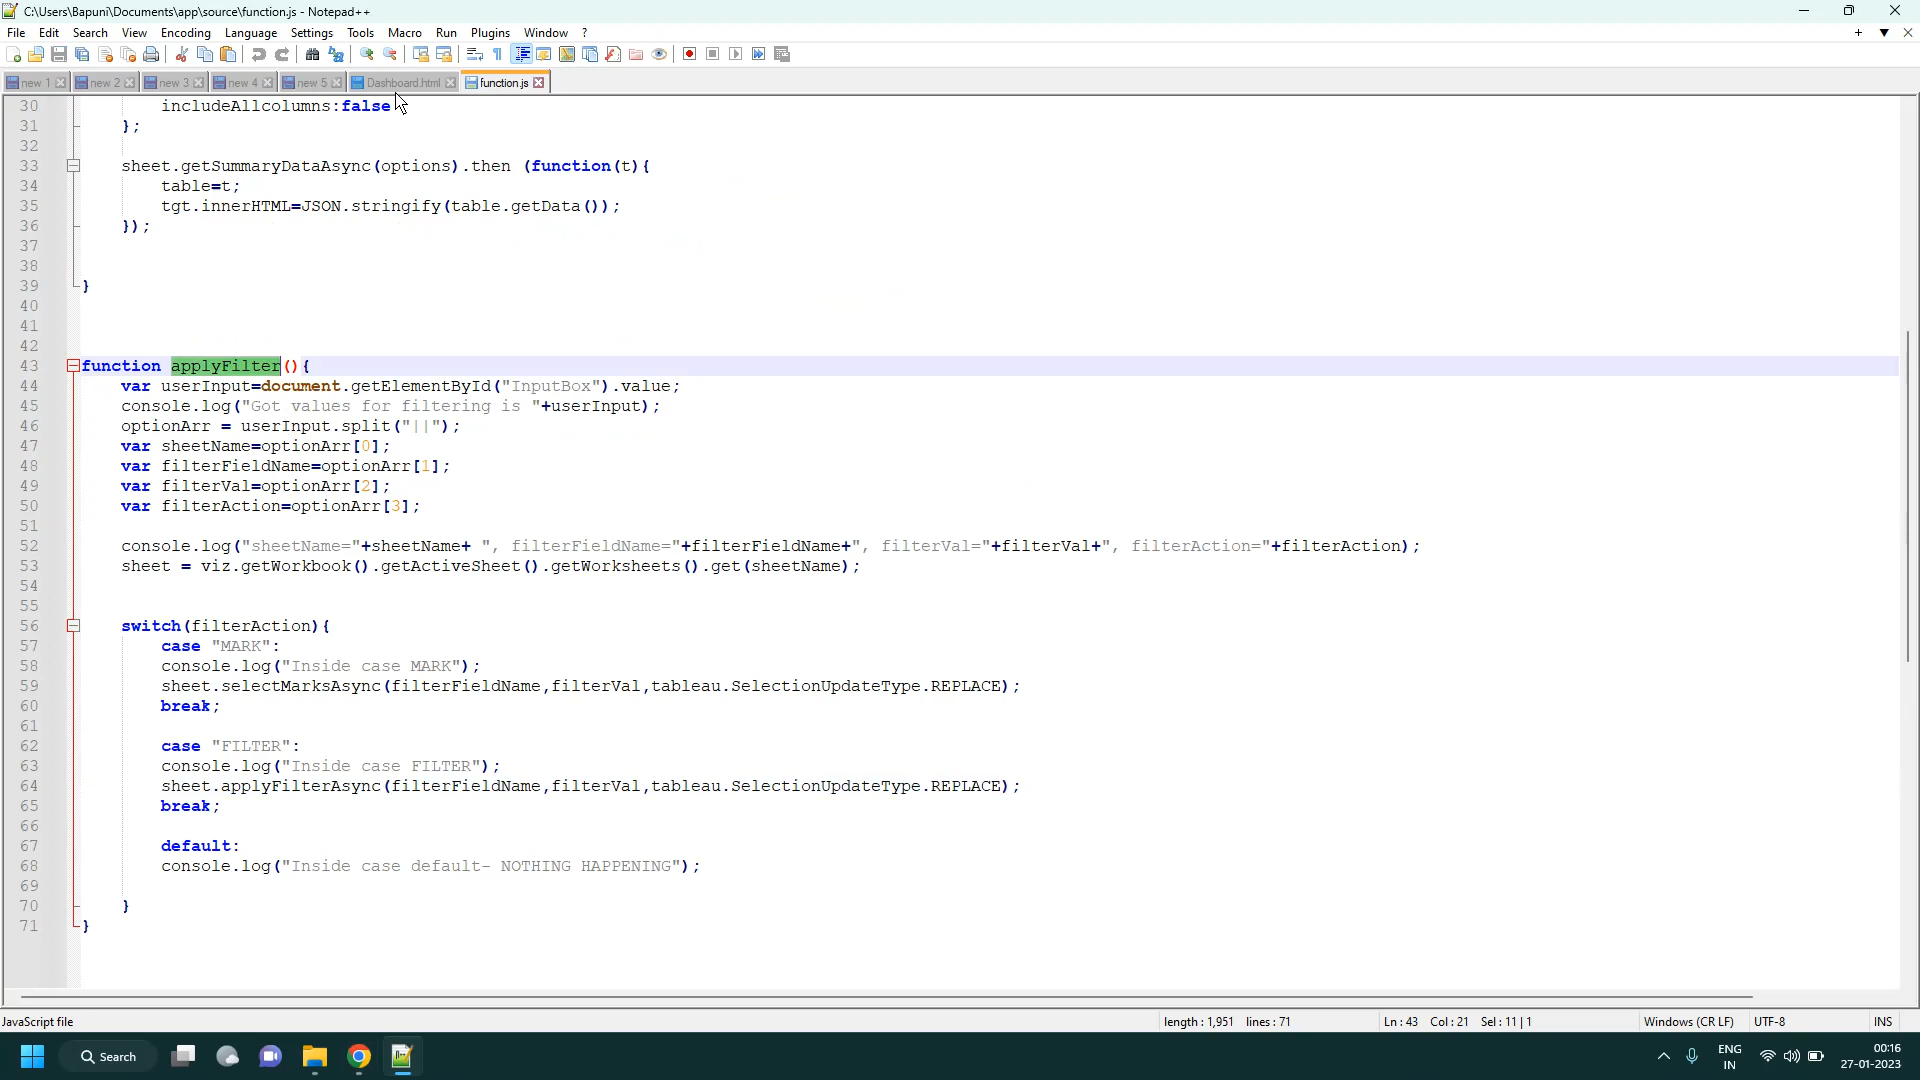 C:\Users\Bapuni\Documents\app\source\function.js - Notepad++
File Edit Search View Encoding Language Settings Tools Macro Run Plugins Window ?
new 1 new 2 new 3 new 4 new 5 Dashboard.html function.js
30 includeAllcolumns:false
31 };
32
33 sheet.getSummaryDataAsync(options).then (function(t){
34 table=t;
35 tgt.innerHTML=JSON.stringify(table.getData());
36 });
37
38
39 }
40
41
42
43 function applyFilter(){
44 var userInput=document.getElementById("InputBox").value;
45 console.log("Got values for filtering is "+userInput);
46 optionArr = userInput.split("||");
47 var sheetName=optionArr[0];
48 var filterFieldName=optionArr[1];
49 var filterVal=optionArr[2];
50 var filterAction=optionArr[3];
51
52 console.log("sheetName="+sheetName+ ", filterFieldName="+filterFieldName+", filterVal="+filterVal+", filterAction="+filterAction);
53 sheet = viz.getWorkbook().getActiveSheet().getWorksheets().get(sheetName);
54
55
56 switch(filterAction){
57 case "MARK":
58 console.log("Inside case MARK");
59 sheet.selectMarksAsync(filterFieldName,filterVal,tableau.SelectionUpdateType.REPLACE);
60 break;
61
62 case "FILTER":
63 console.log("Inside case FILTER");
64 sheet.applyFilterAsync(filterFieldName,filterVal,tableau.SelectionUpdateType.REPLACE);
65 break;
66
67 default:
68 console.log("Inside case default- NOTHING HAPPENING");
69
70 }
71 }
JavaScript file length : 1,951 lines : 71 Ln : 43 Col : 21 Sel : 11 | 1 Windows (CR LF) UTF-8 INS
Search ENG IN 00:16 27-01-2023